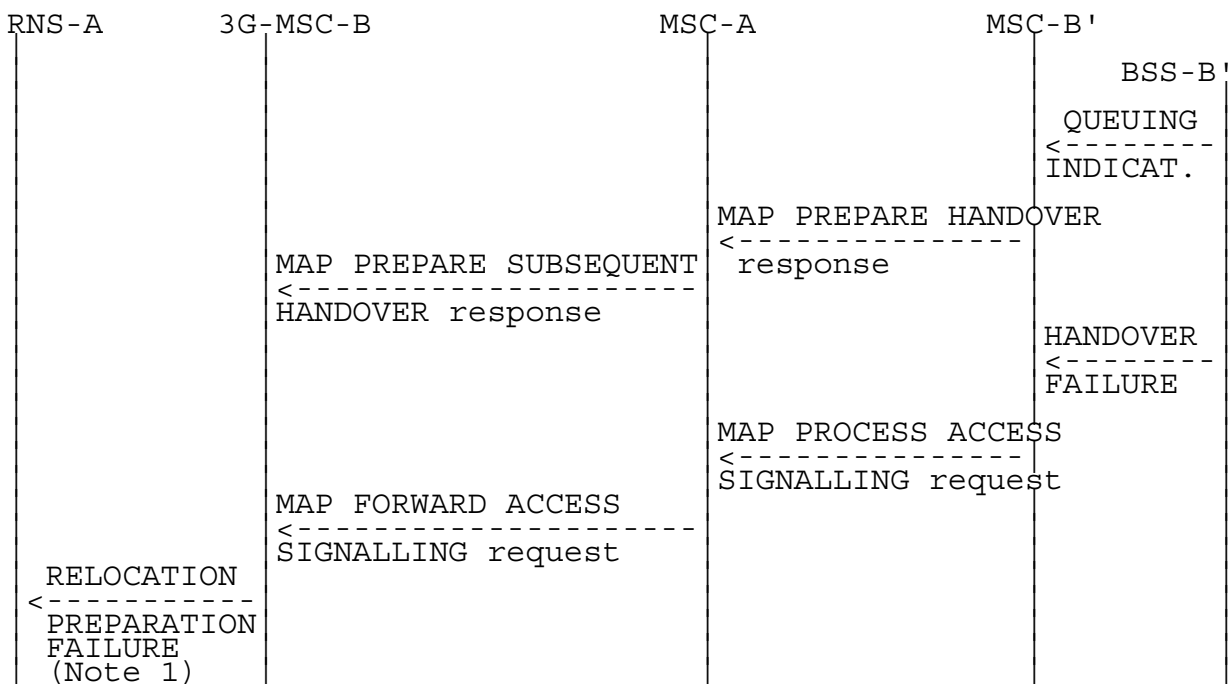 RNS-A 3G-MSC-B MSC-A MSC-B'
BSS-B'
QUEUING
INDICAT.
MAP PREPARE HANDOVER
response
MAP PREPARE SUBSEQUENT
HANDOVER response
HANDOVER
FAILURE
MAP PROCESS ACCESS
SIGNALLING request
MAP FORWARD ACCESS
SIGNALLING request
RELOCATION
PREPARATION
FAILURE
(Note 1)